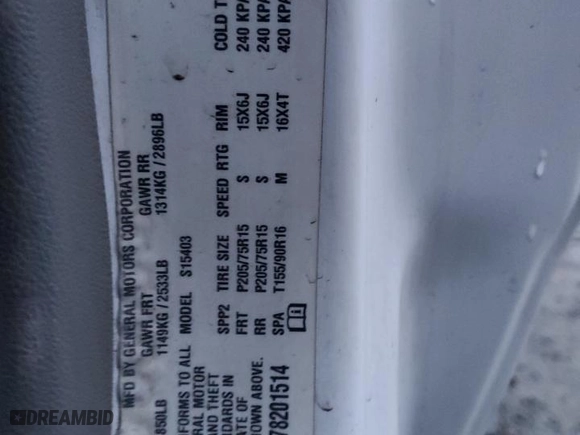 MFD BY GENERAL MOTORS CORPORATION
GAWR FRT GAWR RR
850LB 1149KG / 2533LB 1314KG / 2896LB
FORMS TO ALL MODEL S15403
ERAL MOTOR
AND THEFT
NDARDS IN
ATE OF
OWN ABOVE.
78201514
SPP2 TIRE SIZE SPEED RTG RIM COLD T
FRT P205/75R15 S 15X6J 240 KPA
RR P205/75R15 S 15X6J 240 KPA
SPA T155/90R16 M 16X4T 420 KPA
DREAMBID